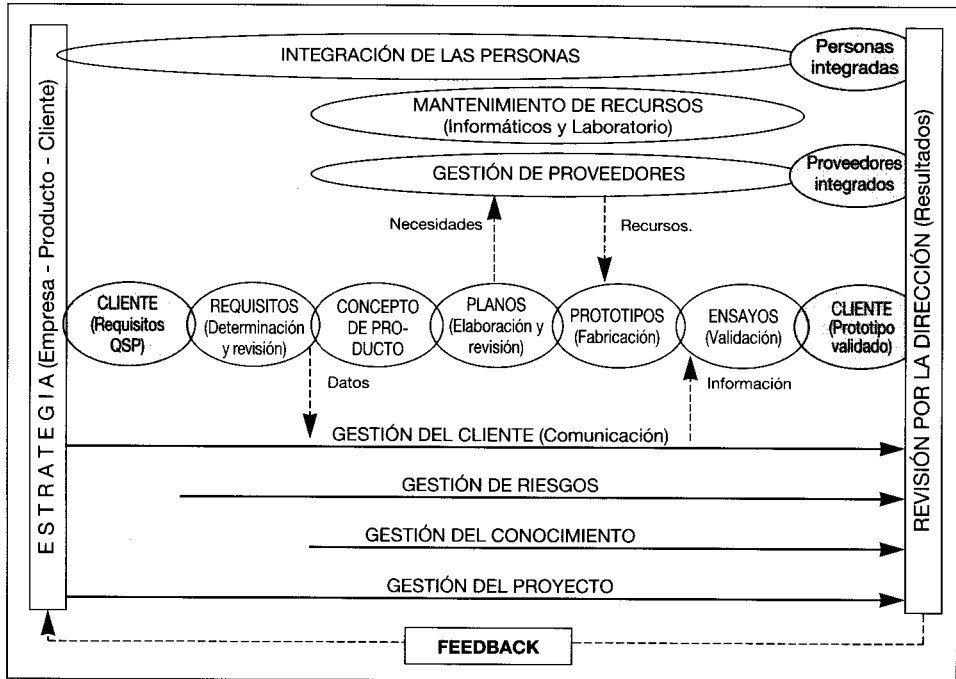 E S T R A T E G I A (Empresa - Producto - Cliente)
INTEGRACIÓN DE LAS PERSONAS
Personas
integradas
MANTENIMIENTO DE RECURSOS
(Informáticos y Laboratorio)
GESTIÓN DE PROVEEDORES
Proveedores
integrados
Necesidades
Recursos.
CLIENTE
(Requisitos
QSP)
REQUISITOS
(Determinación
y revisión)
CONCEPTO
DE PRO-
DUCTO
PLANOS
(Elaboración y
revisión)
PROTOTIPOS
(Fabricación)
ENSAYOS
(Validación)
CLIENTE
(Prototipo
validado)
Datos
Información
GESTIÓN DEL CLIENTE (Comunicación)
GESTIÓN DE RIESGOS
GESTIÓN DEL CONOCIMIENTO
GESTIÓN DEL PROYECTO
REVISIÓN POR LA DIRECCIÓN (Resultados)
FEEDBACK